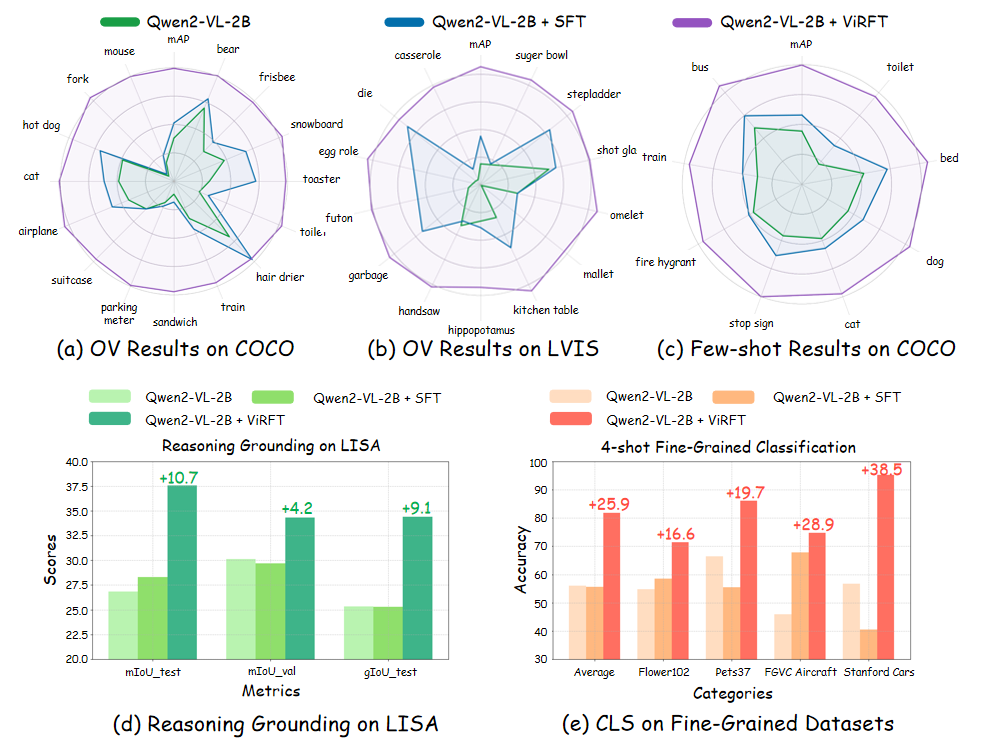 Qwen2-VL-2B
Qwen2-VL-2B + SFT
Qwen2-VL-2B + ViRFT
mAP
bear
frisbee
snowboard
toaster
toiler
hair drier
train
sandwich
parking
meter
suitcase
airplane
cat
hot dog
fork
mouse
(a) OV Results on COCO
mAP
suger bowl
stepladder
shot gla
omelet
mallet
kitchen table
hippopotamus
handsaw
garbage
futon
egg role
die
casserole
(b) OV Results on LVIS
mAP
toilet
bed
dog
cat
stop sign
fire hygrant
train
bus
(c) Few-shot Results on COCO
Qwen2-VL-2B
Qwen2-VL-2B + SFT
Qwen2-VL-2B + ViRFT
Reasoning Grounding on LISA
Scores
40.0
37.5
35.0
32.5
30.0
27.5
25.0
22.5
20.0
+10.7
+4.2
+9.1
mIoU_test
mIoU_val
gIoU_test
Metrics
(d) Reasoning Grounding on LISA
Qwen2-VL-2B
Qwen2-VL-2B + SFT
Qwen2-VL-2B + ViRFT
4-shot Fine-Grained Classification
Accuracy
100
90
80
70
60
50
40
30
+25.9
+16.6
+19.7
+28.9
+38.5
Average
Flower102
Pets37
FGVC Aircraft
Stanford Cars
Categories
(e) CLS on Fine-Grained Datasets